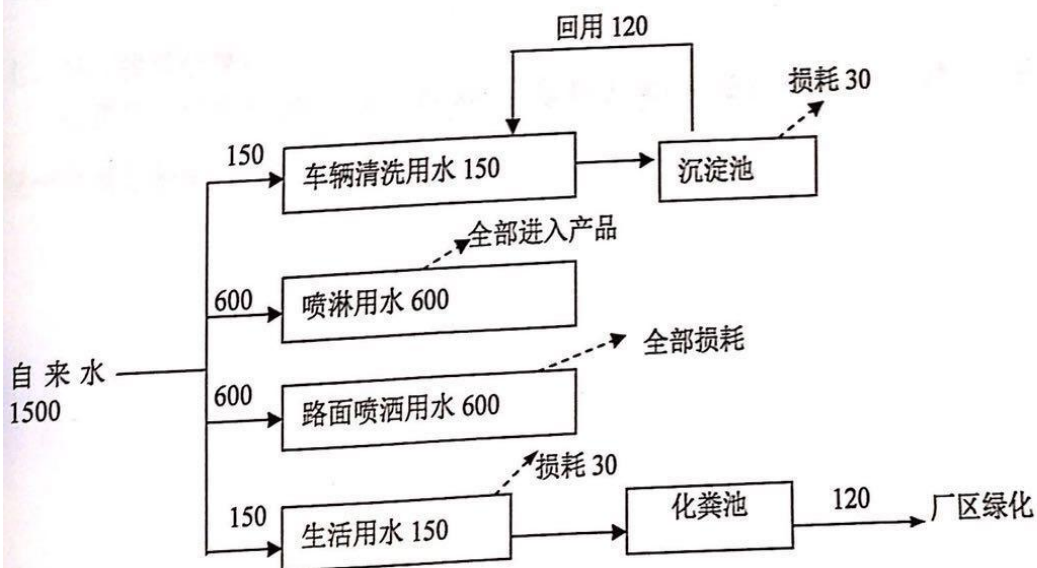 回用 120
损耗 30
150
车辆清洗用水 150
沉淀池
全部进入产品
600
喷淋用水 600
全部损耗
自来水
1500
600
路面喷洒用水 600
损耗 30
150
生活用水 150
化粪池
120
厂区绿化